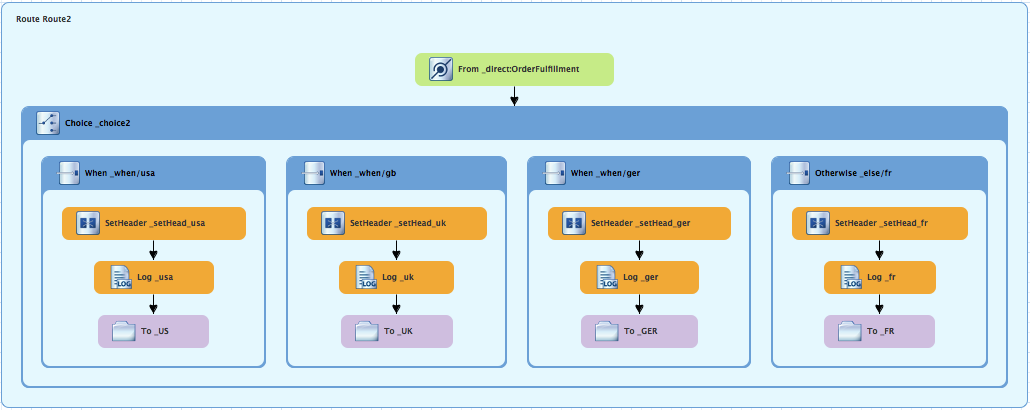 Route Route2
From _direct:OrderFulfillment
Choice _choice2
When _when/usa
When _when/gb
When _when/ger
Otherwise _else/fr
SetHeader _setHead_usa
SetHeader _setHead_uk
SetHeader _setHead_ger
SetHeader _setHead_fr
LOG Log _usa
LOG Log _uk
LOG Log _ger
LOG Log _fr
To _US
To _UK
To _GER
To _FR